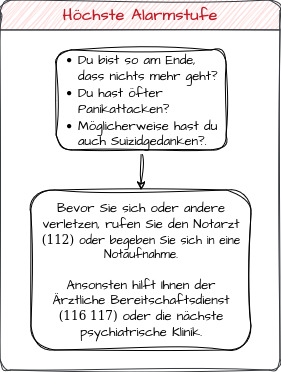 Höchste Alarmstufe
• Du bist so am Ende,
dass nichts mehr geht?
• Du hast öfter
Panikattacken?
• Möglicherweise hast du
auch Suizidgedanken?.
Bevor Sie sich oder andere
verletzen, rufen Sie den Notarzt
(112) oder begeben Sie sich in eine
Notaufnahme.
Ansonsten hilft Ihnen der
Ärztliche Bereitschaftsdienst
(116 117) oder die nächste
psychiatrische Klinik.